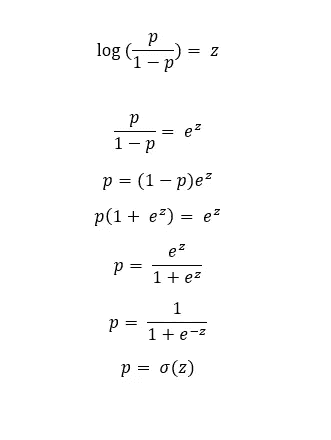 log (p/(1 − p)) = z
p/(1 − p) = e^z
p = (1 − p)e^z
p(1 + e^z) = e^z
p = e^z/(1 + e^z)
p = 1/(1 + e^−z)
p = σ(z)